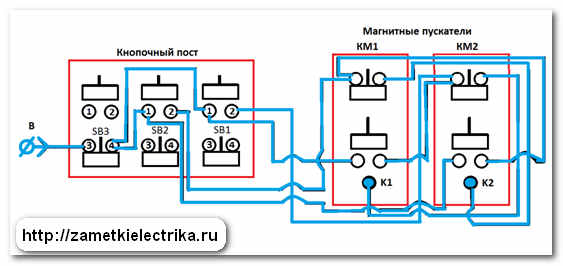 Магнитные пускатели
Кнопочный пост
КМ1
КМ2
1 2 1 2 1 2
В
SB3
SB2
SB1
3 4 3 4 3 4
К1
К2
http://zametkielectrika.ru